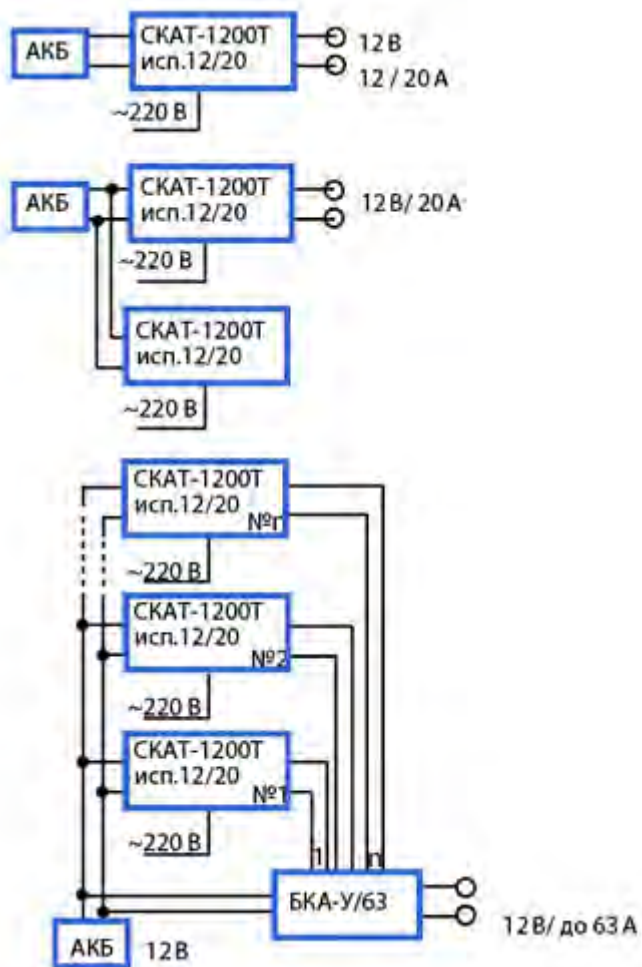 АКБ
СКАТ-1200Т
исп.12/20
12 В
12 / 20 А
~220 В
АКБ
СКАТ-1200Т
исп.12/20
12 В/ 20 А
~220 В
СКАТ-1200Т
исп.12/20
~220 В
СКАТ-1200Т
исп.12/20
№n
~220 В
СКАТ-1200Т
исп.12/20
№2
~220 В
СКАТ-1200Т
исп.12/20
№1
~220 В
1
n
БКА-У/63
12 В/ до 63 А
АКБ
12 В